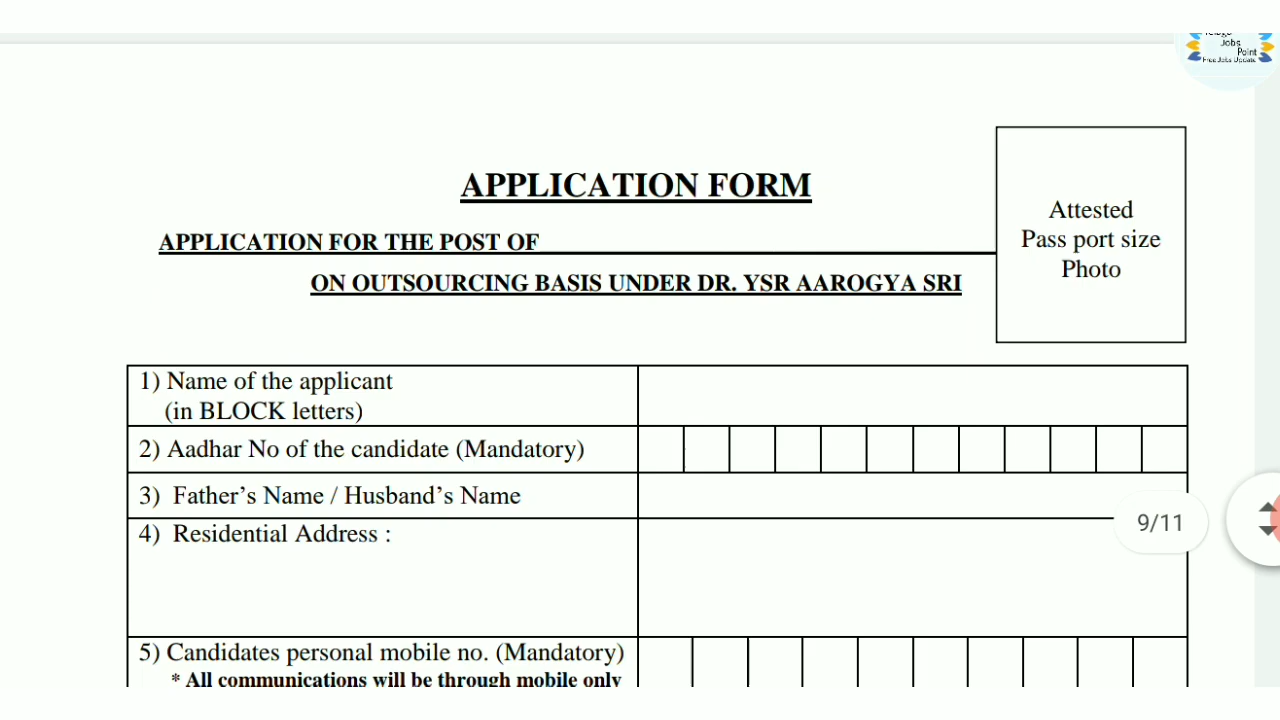 Jobs
Point
Free Jobs Update
APPLICATION FORM
Attested
Pass port size
Photo
APPLICATION FOR THE POST OF
ON OUTSOURCING BASIS UNDER DR. YSR AAROGYA SRI
1) Name of the applicant
(in BLOCK letters)
2) Aadhar No of the candidate (Mandatory)
3) Father's Name / Husband's Name
9/11
4) Residential Address :
5) Candidates personal mobile no. (Mandatory)
* All communications will be through mobile only